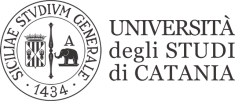 SICILIAE STVDIVM GENERALE
· 1434 ·
A
UNIVERSITÀ
degli STUDI
di CATANIA